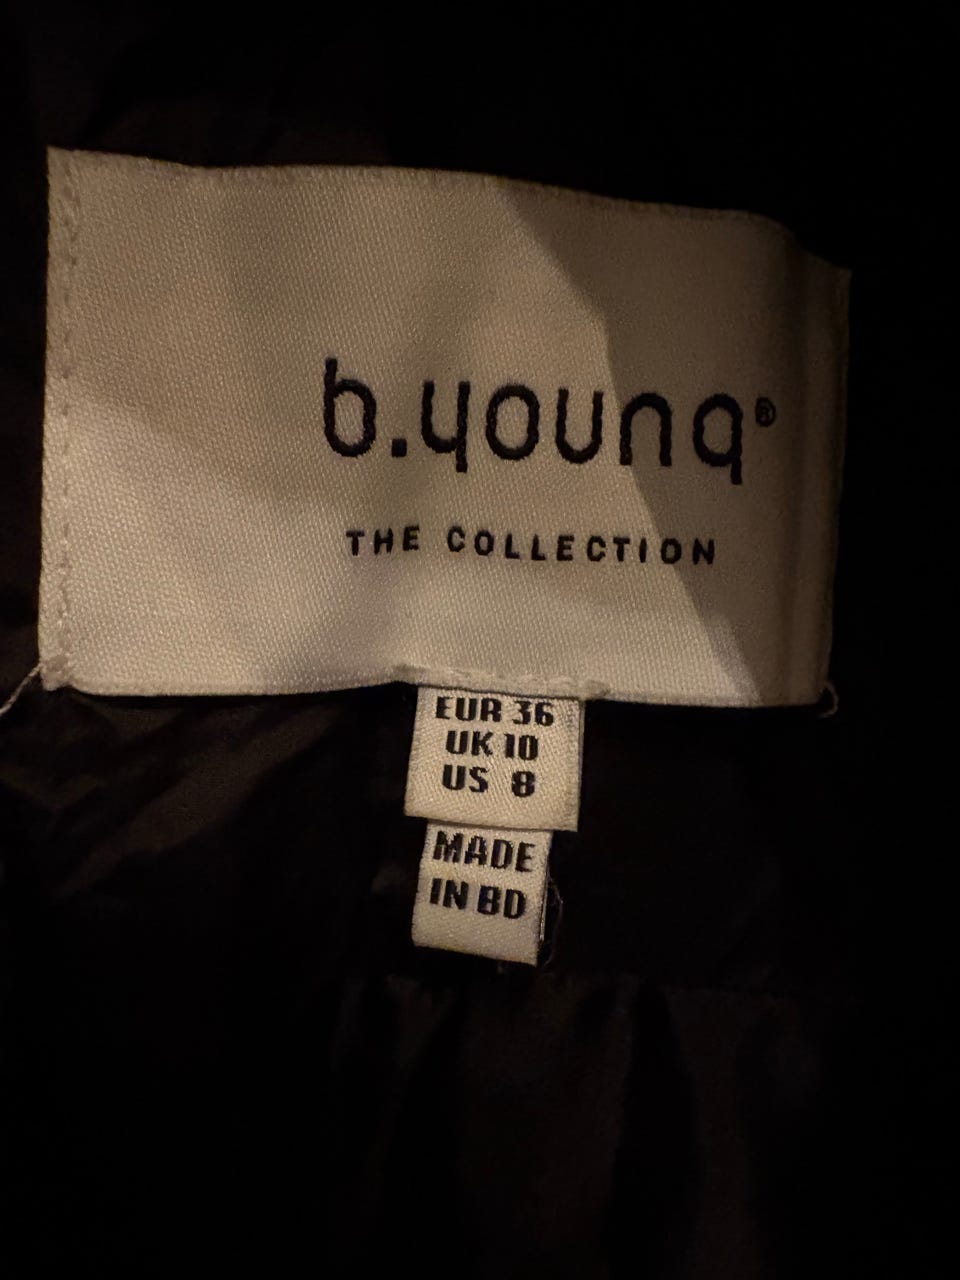 b.young®
THE COLLECTION
EUR 36
UK 10
US 8
MADE
IN BD